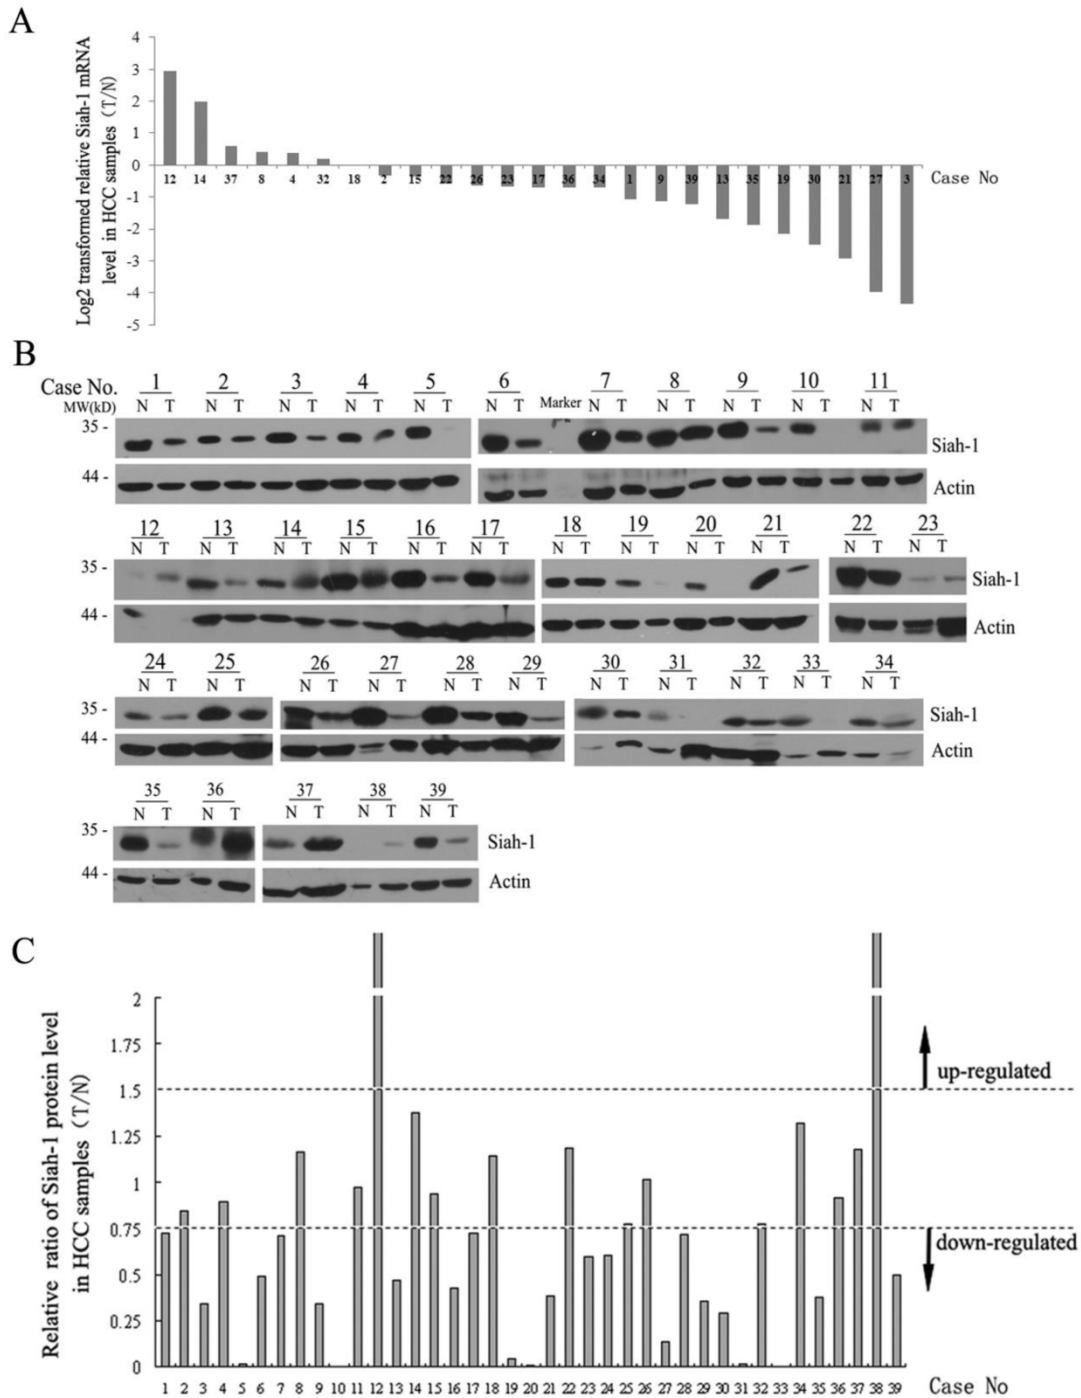 A
Log2 transformed relative Siah-1 mRNA
level in HCC samples (T/N)
4
3
2
1
0
-1
-2
-3
-4
-5
12 14 37 8 4 32 18 2 15 22 26 23 17 36 34 1 9 39 13 35 19 30 21 27 3
Case No
B
Case No. 1 2 3 4 5 6 7 8 9 10 11
MW(kD) N T N T N T N T N T N T Marker N T N T N T N T N T
35 -
Siah-1
44 -
Actin
12 13 14 15 16 17 18 19 20 21 22 23
N T N T N T N T N T N T N T N T N T N T N T N T
35 -
Siah-1
44 -
Actin
24 25 26 27 28 29 30 31 32 33 34
N T N T N T N T N T N T N T N T N T N T N T
35 -
Siah-1
44 -
Actin
35 36 37 38 39
N T N T N T N T N T
35 -
Siah-1
44 -
Actin
C
Relative ratio of Siah-1 protein level
in HCC samples (T/N)
2
1.75
1.5
1.25
1
0.75
0.5
0.25
0
up-regulated
down-regulated
1 2 3 4 5 6 7 8 9 10 11 12 13 14 15 16 17 18 19 20 21 22 23 24 25 26 27 28 29 30 31 32 33 34 35 36 37 38 39
Case No